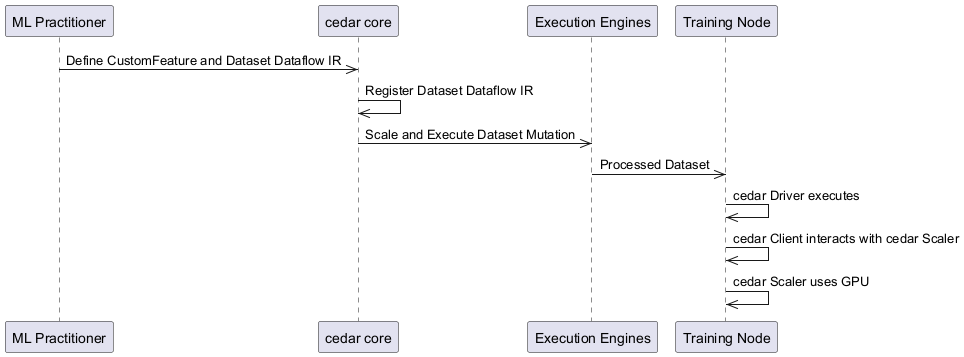 ML Practitioner
cedar core
Execution Engines
Training Node
Define CustomFeature and Dataset Dataflow IR
Register Dataset Dataflow IR
Scale and Execute Dataset Mutation
Processed Dataset
cedar Driver executes
cedar Client interacts with cedar Scaler
cedar Scaler uses GPU
ML Practitioner
cedar core
Execution Engines
Training Node